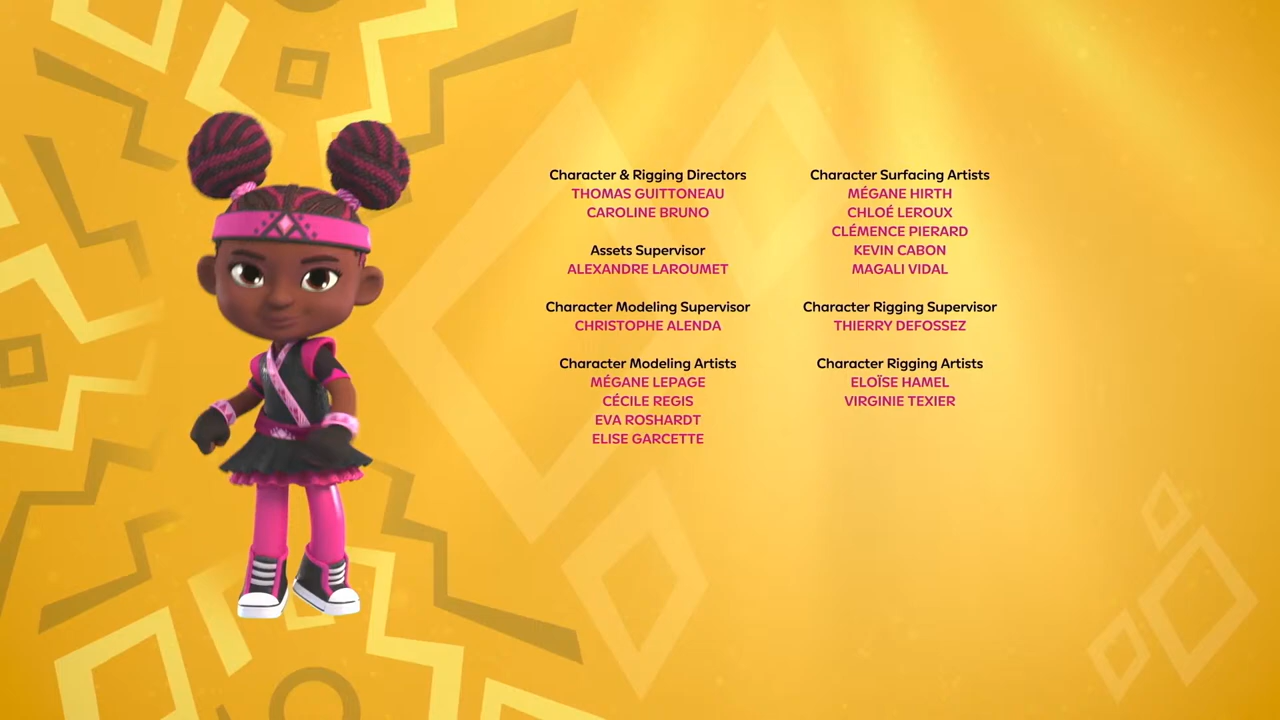 Character & Rigging Directors
THOMAS GUITTONEAU
CAROLINE BRUNO
Assets Supervisor
ALEXANDRE LAROUMET
Character Modeling Supervisor
CHRISTOPHE ALENDA
Character Modeling Artists
MÉGANE LEPAGE
CÉCILE REGIS
EVA ROSHARDT
ELISE GARCETTE
Character Surfacing Artists
MÉGANE HIRTH
CHLOÉ LEROUX
CLÉMENCE PIERARD
KEVIN CABON
MAGALI VIDAL
Character Rigging Supervisor
THIERRY DEFOSSEZ
Character Rigging Artists
ELOÏSE HAMEL
VIRGINIE TEXIER